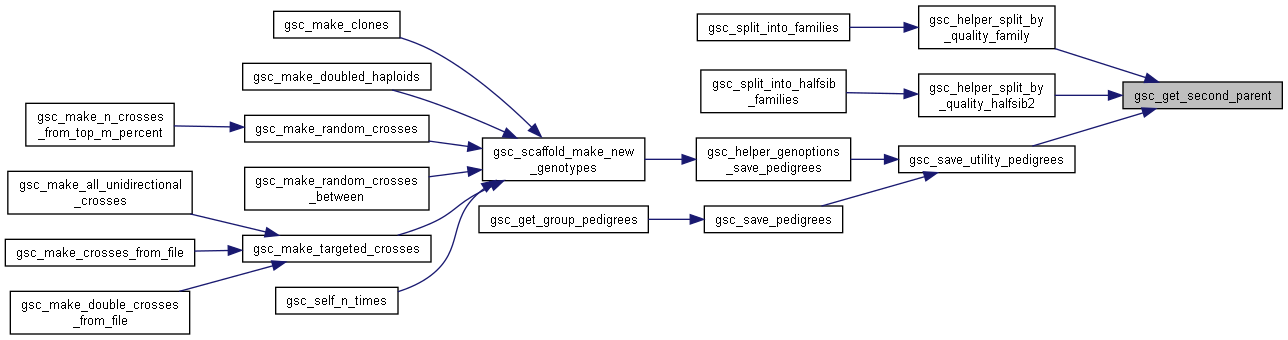 gsc_make_clones
gsc_make_doubled_haploids
gsc_make_n_crosses
_from_top_m_percent
gsc_make_random_crosses
gsc_make_random_crosses
_between
gsc_make_all_unidirectional
_crosses
gsc_make_crosses_from_file
gsc_make_targeted_crosses
gsc_make_double_crosses
_from_file
gsc_self_n_times
gsc_scaffold_make_new
_genotypes
gsc_get_group_pedigrees
gsc_split_into_families
gsc_split_into_halfsib
_families
gsc_helper_genoptions
_save_pedigrees
gsc_save_pedigrees
gsc_helper_split_by
_quality_family
gsc_helper_split_by
_quality_halfsib2
gsc_save_utility_pedigrees
gsc_get_second_parent